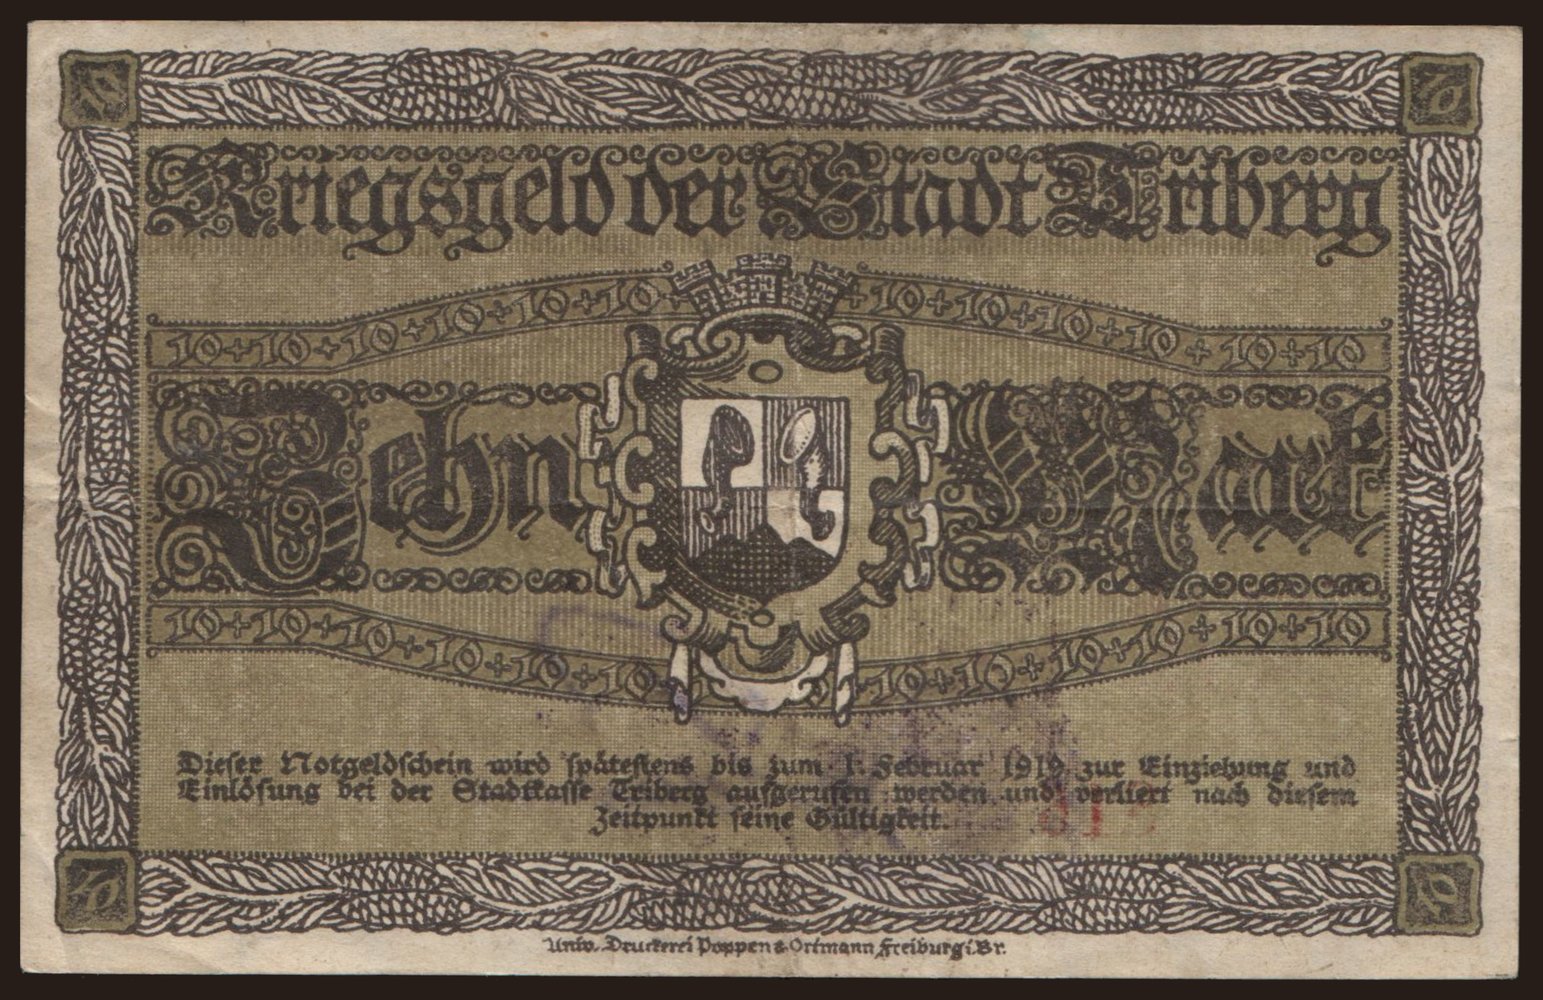 10 10
Kriegsgeld der Stadt Triberg
10+10+10+10+10+10 10+10+10+10+10+10
Zehn Mark
10+10+10+10+10+10+10 10+10+10+10+10+10
Dieser Notgeldschein wird spätestens bis zum 1. Februar 1919 zur Einziehung und
Einlösung bei der Stadtkasse Triberg aufgerufen werden und verliert nach diesem
Zeitpunkt seine Gültigkeit.
10 10
Univ.-Druckerei Poppen & Ortmann Freiburg i. Br.